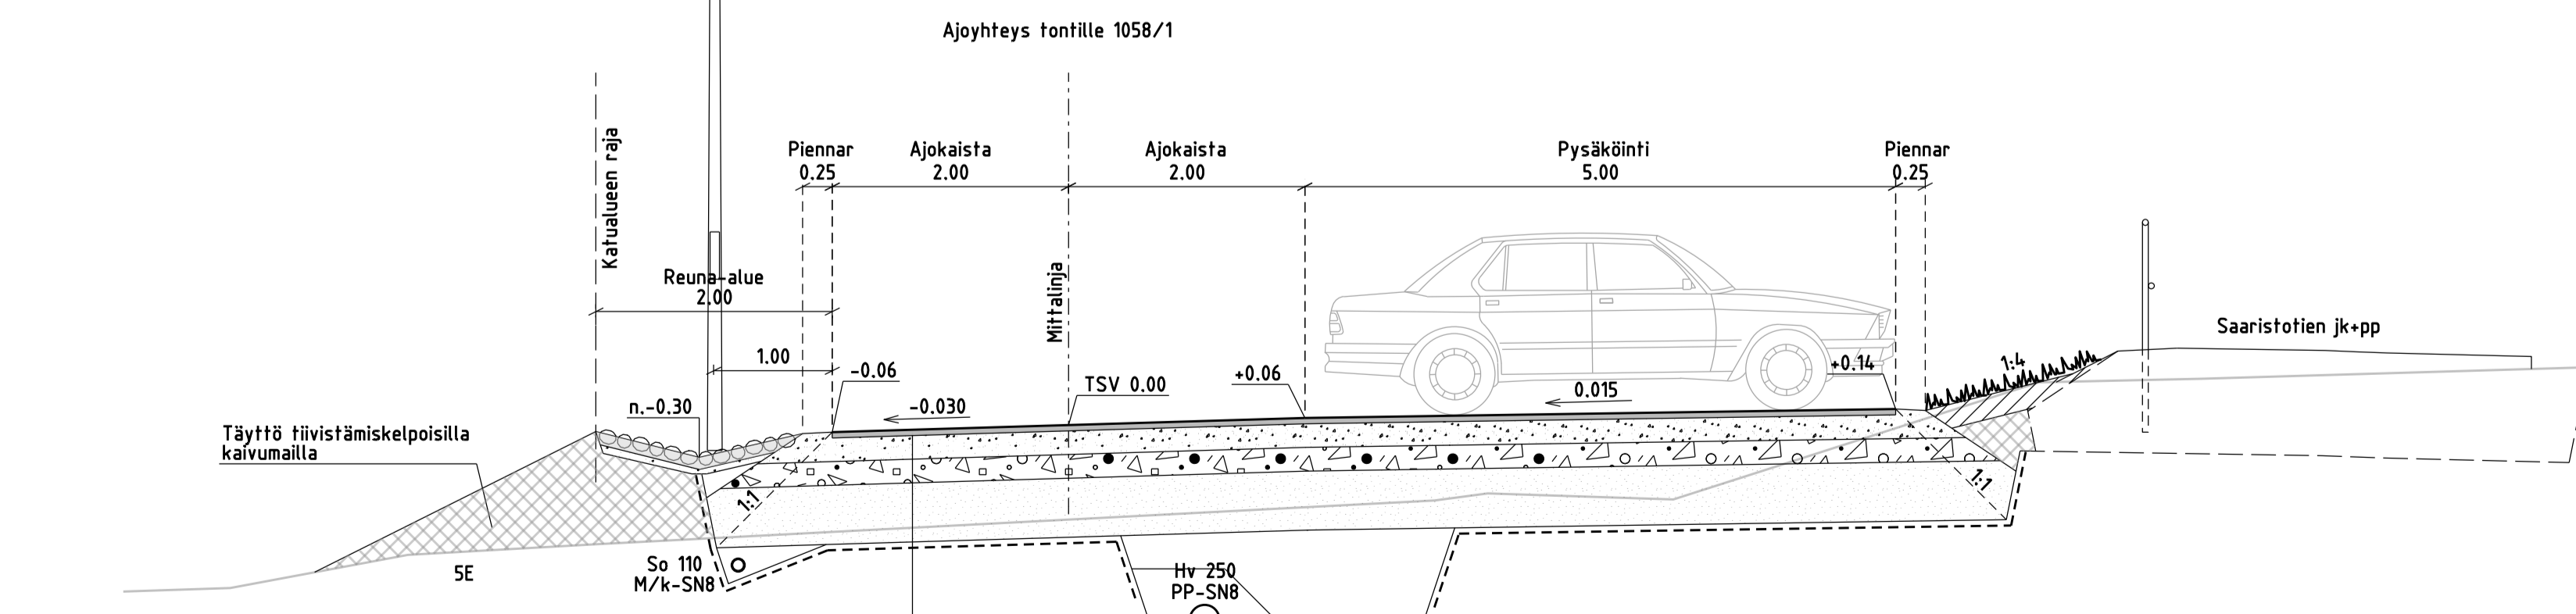 Ajoyhteys tontille 1058/1
Katualueen raja
Piennar
0.25
Ajokaista
2.00
Ajokaista
2.00
Pysäköinti
5.00
Piennar
0.25
Reuna-alue
2.00
Mittalinja
1.00
-0.06
TSV 0.00
+0.06
+0.14
Saaristotien jk+pp
1:4
n.-0.30
-0.030
0.015
Täyttö tiivistämiskelpoisilla
kaivumailla
1:1
1:1
5E
So 110
M/k-SN8
Hv 250
PP-SN8